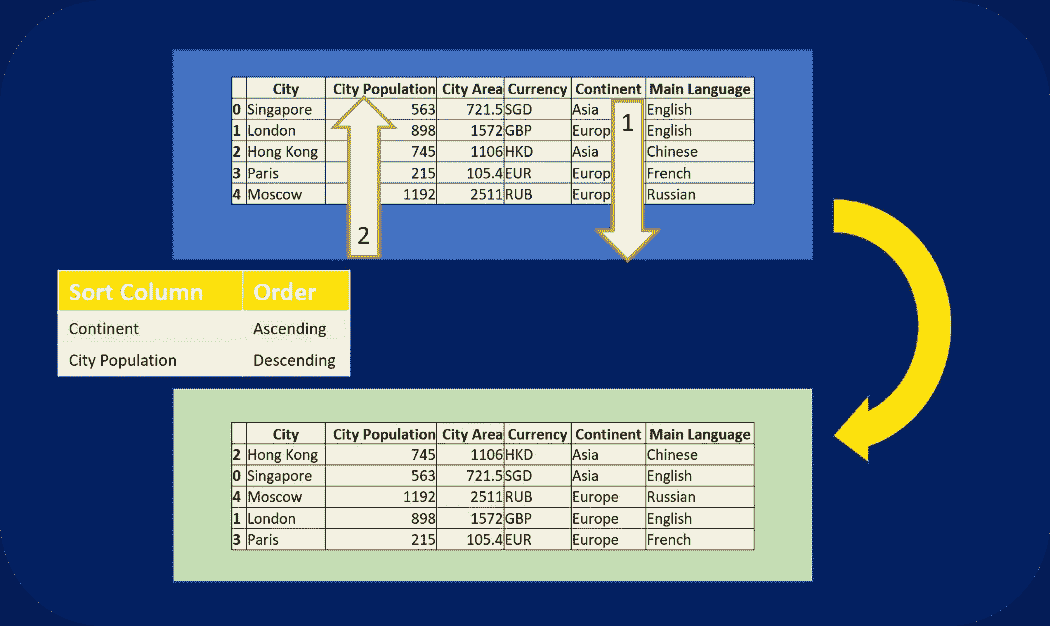 City City Population City Area Currency Continent Main Language
0 Singapore 563 721.5 SGD Asia English
1 London 898 1572 GBP Europ English
2 Hong Kong 745 1106 HKD Asia Chinese
3 Paris 215 105.4 EUR Europ French
4 Moscow 1192 2511 RUB Europ Russian
1
2
Sort Column Order
Continent Ascending
City Population Descending
City City Population City Area Currency Continent Main Language
2 Hong Kong 745 1106 HKD Asia Chinese
0 Singapore 563 721.5 SGD Asia English
4 Moscow 1192 2511 RUB Europe Russian
1 London 898 1572 GBP Europe English
3 Paris 215 105.4 EUR Europe French